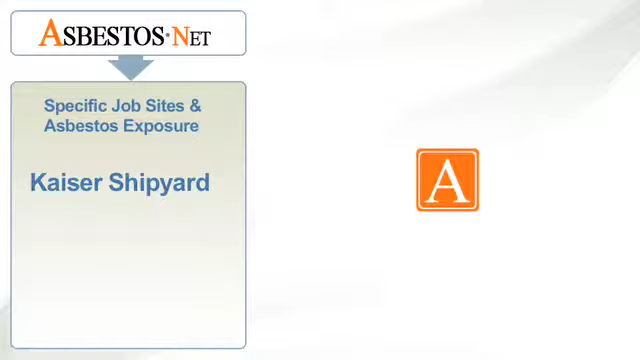 ASBESTOS·NET
Specific Job Sites &
Asbestos Exposure
Kaiser Shipyard
A